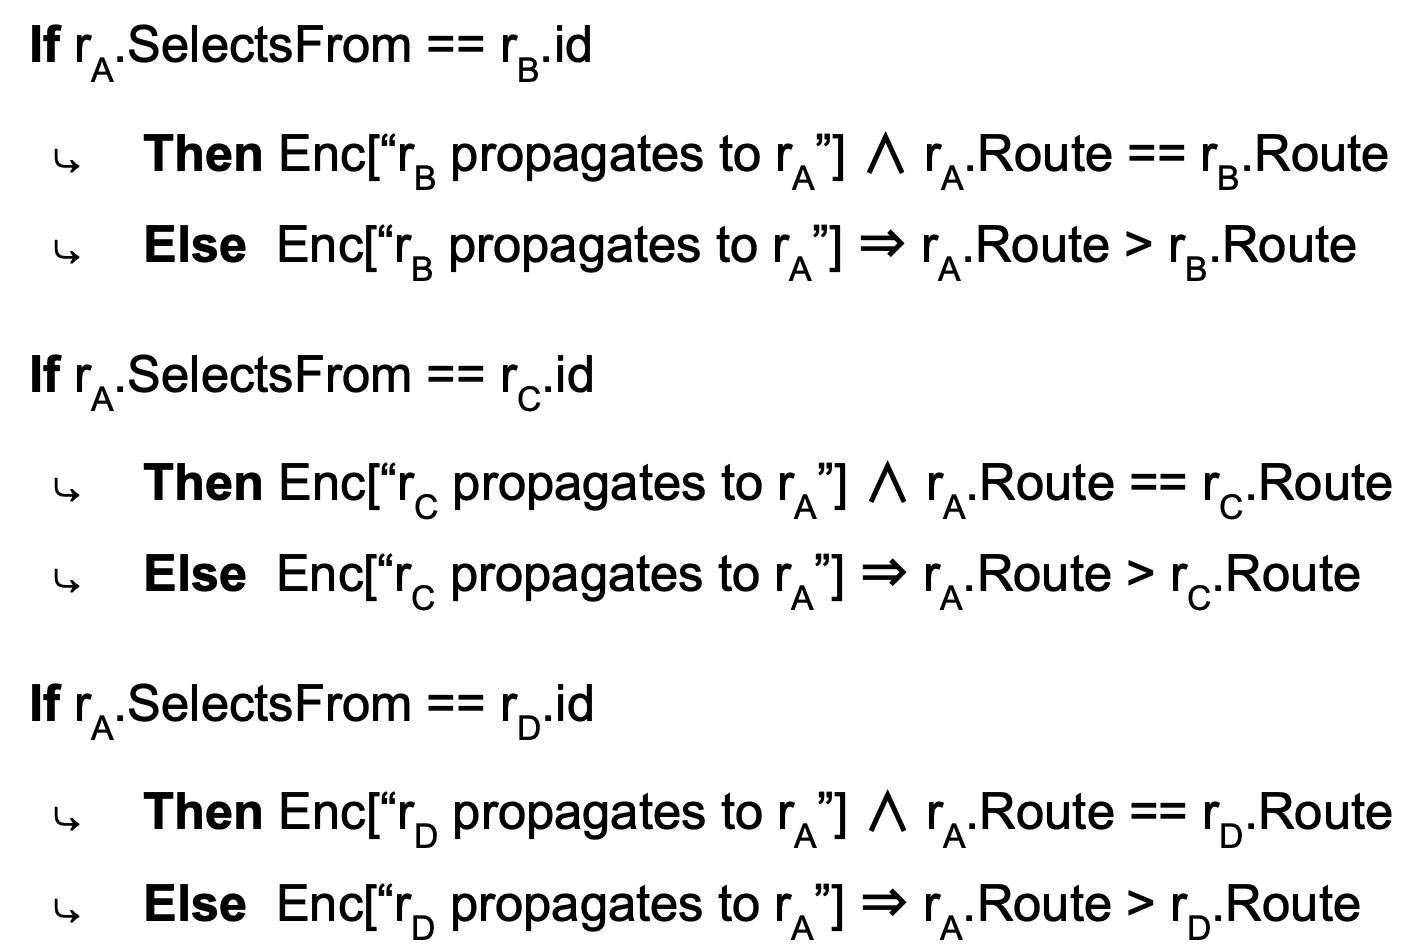 If r_A.SelectsFrom == r_B.id
↳ Then Enc[“r_B propagates to r_A”] ∧ r_A.Route == r_B.Route
↳ Else Enc[“r_B propagates to r_A”] ⇒ r_A.Route > r_B.Route
If r_A.SelectsFrom == r_C.id
↳ Then Enc[“r_C propagates to r_A”] ∧ r_A.Route == r_C.Route
↳ Else Enc[“r_C propagates to r_A”] ⇒ r_A.Route > r_C.Route
If r_A.SelectsFrom == r_D.id
↳ Then Enc[“r_D propagates to r_A”] ∧ r_A.Route == r_D.Route
↳ Else Enc[“r_D propagates to r_A”] ⇒ r_A.Route > r_D.Route